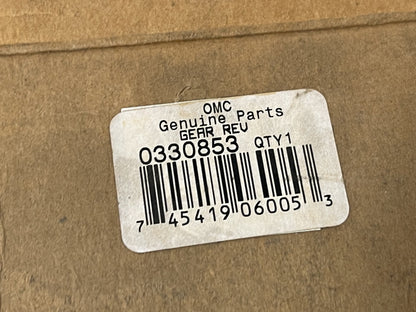 OMC
Genuine Parts
GEAR REV
0330853 QTY1
7 45419 06005 3